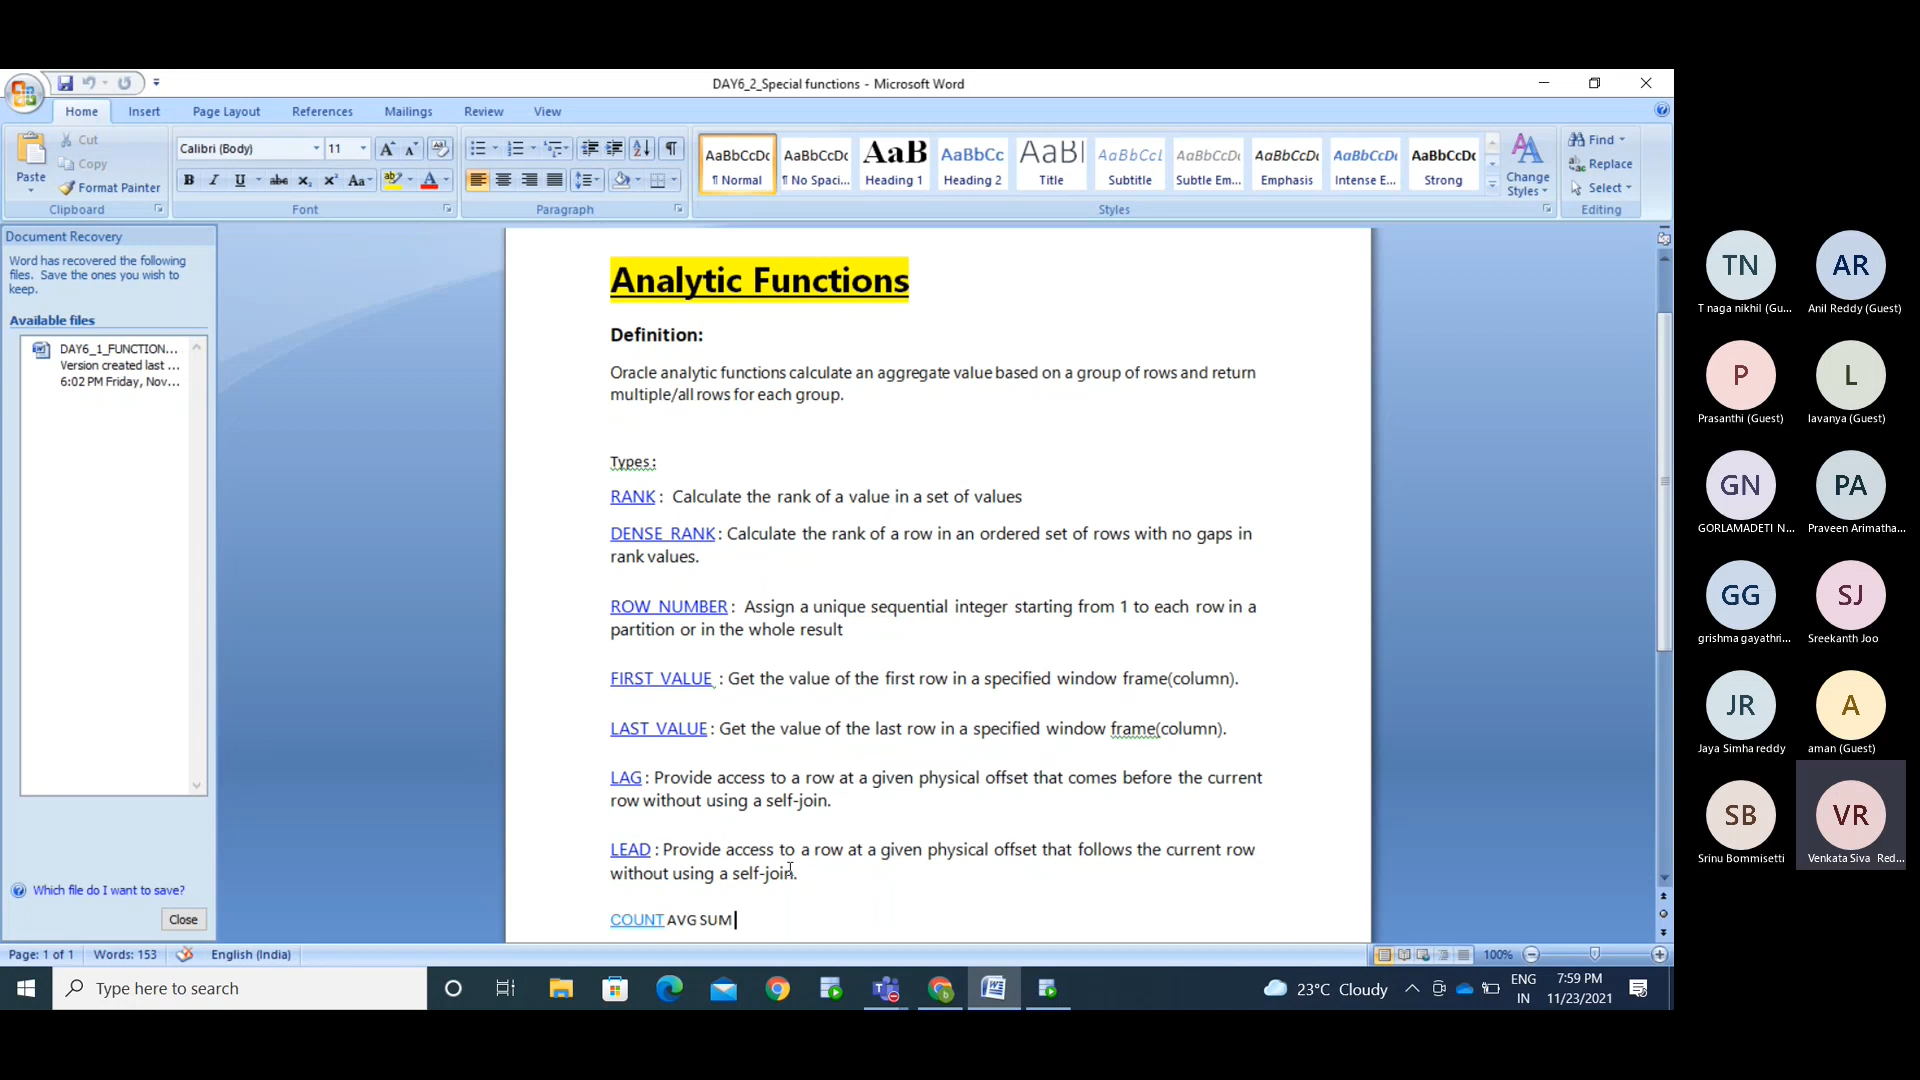 DAY6_2_Special functions - Microsoft Word
Home Insert Page Layout References Mailings Review View
Paste
Cut
Copy
Format Painter
Clipboard
Calibri (Body) 11
B I U abc X₂ X² Aa A
Font
Paragraph
AaBbCcDc ¶ Normal
AaBbCcDc ¶ No Spaci...
AaB Heading 1
AaBbCc Heading 2
AaB Title
AaBbCcL Subtitle
AaBbCcDc Subtle Em...
AaBbCcDc Emphasis
AaBbCcDc Intense E...
AaBbCcDc Strong
Change Styles
Styles
Find
Replace
Select
Editing
Document Recovery
Word has recovered the following
files. Save the ones you wish to
keep.
Available files
DAY6_1_FUNCTION...
Version created last ...
6:02 PM Friday, Nov...
Which file do I want to save?
Close
Analytic Functions
Definition:
Oracle analytic functions calculate an aggregate value based on a group of rows and return
multiple/all rows for each group.
Types:
RANK : Calculate the rank of a value in a set of values
DENSE_RANK : Calculate the rank of a row in an ordered set of rows with no gaps in
rank values.
ROW_NUMBER : Assign a unique sequential integer starting from 1 to each row in a
partition or in the whole result
FIRST_VALUE : Get the value of the first row in a specified window frame(column).
LAST_VALUE : Get the value of the last row in a specified window frame(column).
LAG : Provide access to a row at a given physical offset that comes before the current
row without using a self-join.
LEAD : Provide access to a row at a given physical offset that follows the current row
without using a self-join.
COUNT AVG SUM
Page: 1 of 1 Words: 153 English (India) 100%
Type here to search
23°C Cloudy
ENG
IN
7:59 PM
11/23/2021
TN
T naga nikhil (Gu...
AR
Anil Reddy (Guest)
P
Prasanthi (Guest)
L
lavanya (Guest)
GN
GORLAMADETI N...
PA
Praveen Arimatha...
GG
grishma gayathri...
SJ
Sreekanth Joo
JR
Jaya Simha reddy
A
aman (Guest)
SB
Srinu Bommisetti
VR
Venkata Siva Red...